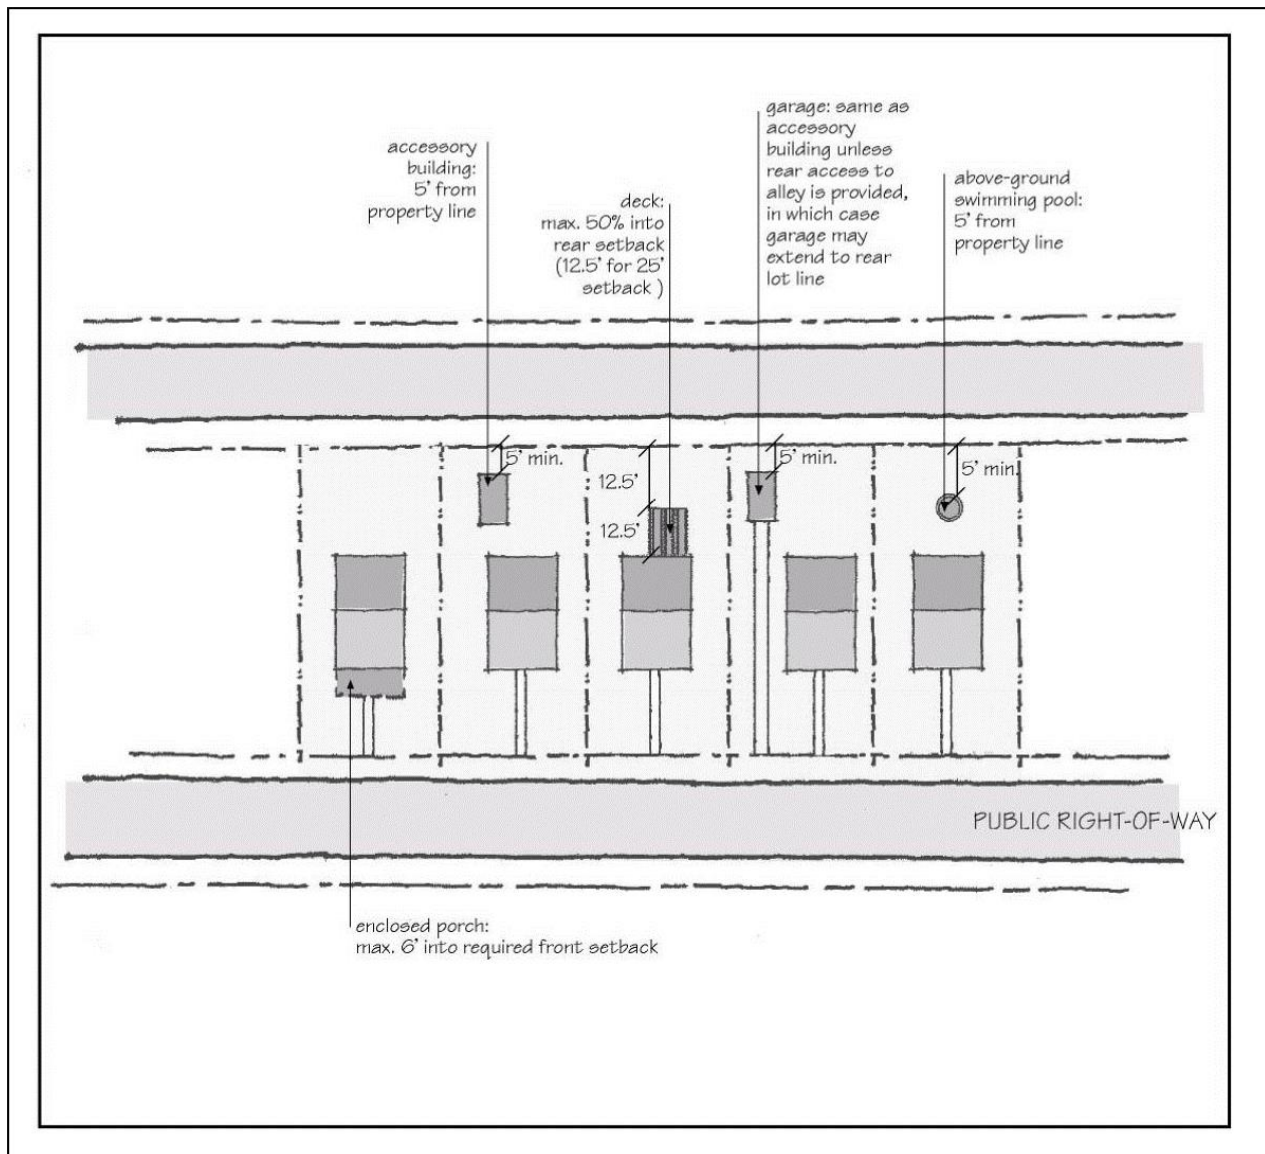 accessory
building:
5' from
property line
deck:
max. 50% into
rear setback
(12.5' for 25'
setback )
garage: same as
accessory
building unless
rear access to
alley is provided,
in which case
garage may
extend to rear
lot line
above-ground
swimming pool:
5' from
property line
5' min.
12.5'
12.5'
5' min.
5' min.
PUBLIC RIGHT-OF-WAY
enclosed porch:
max. 6' into required front setback